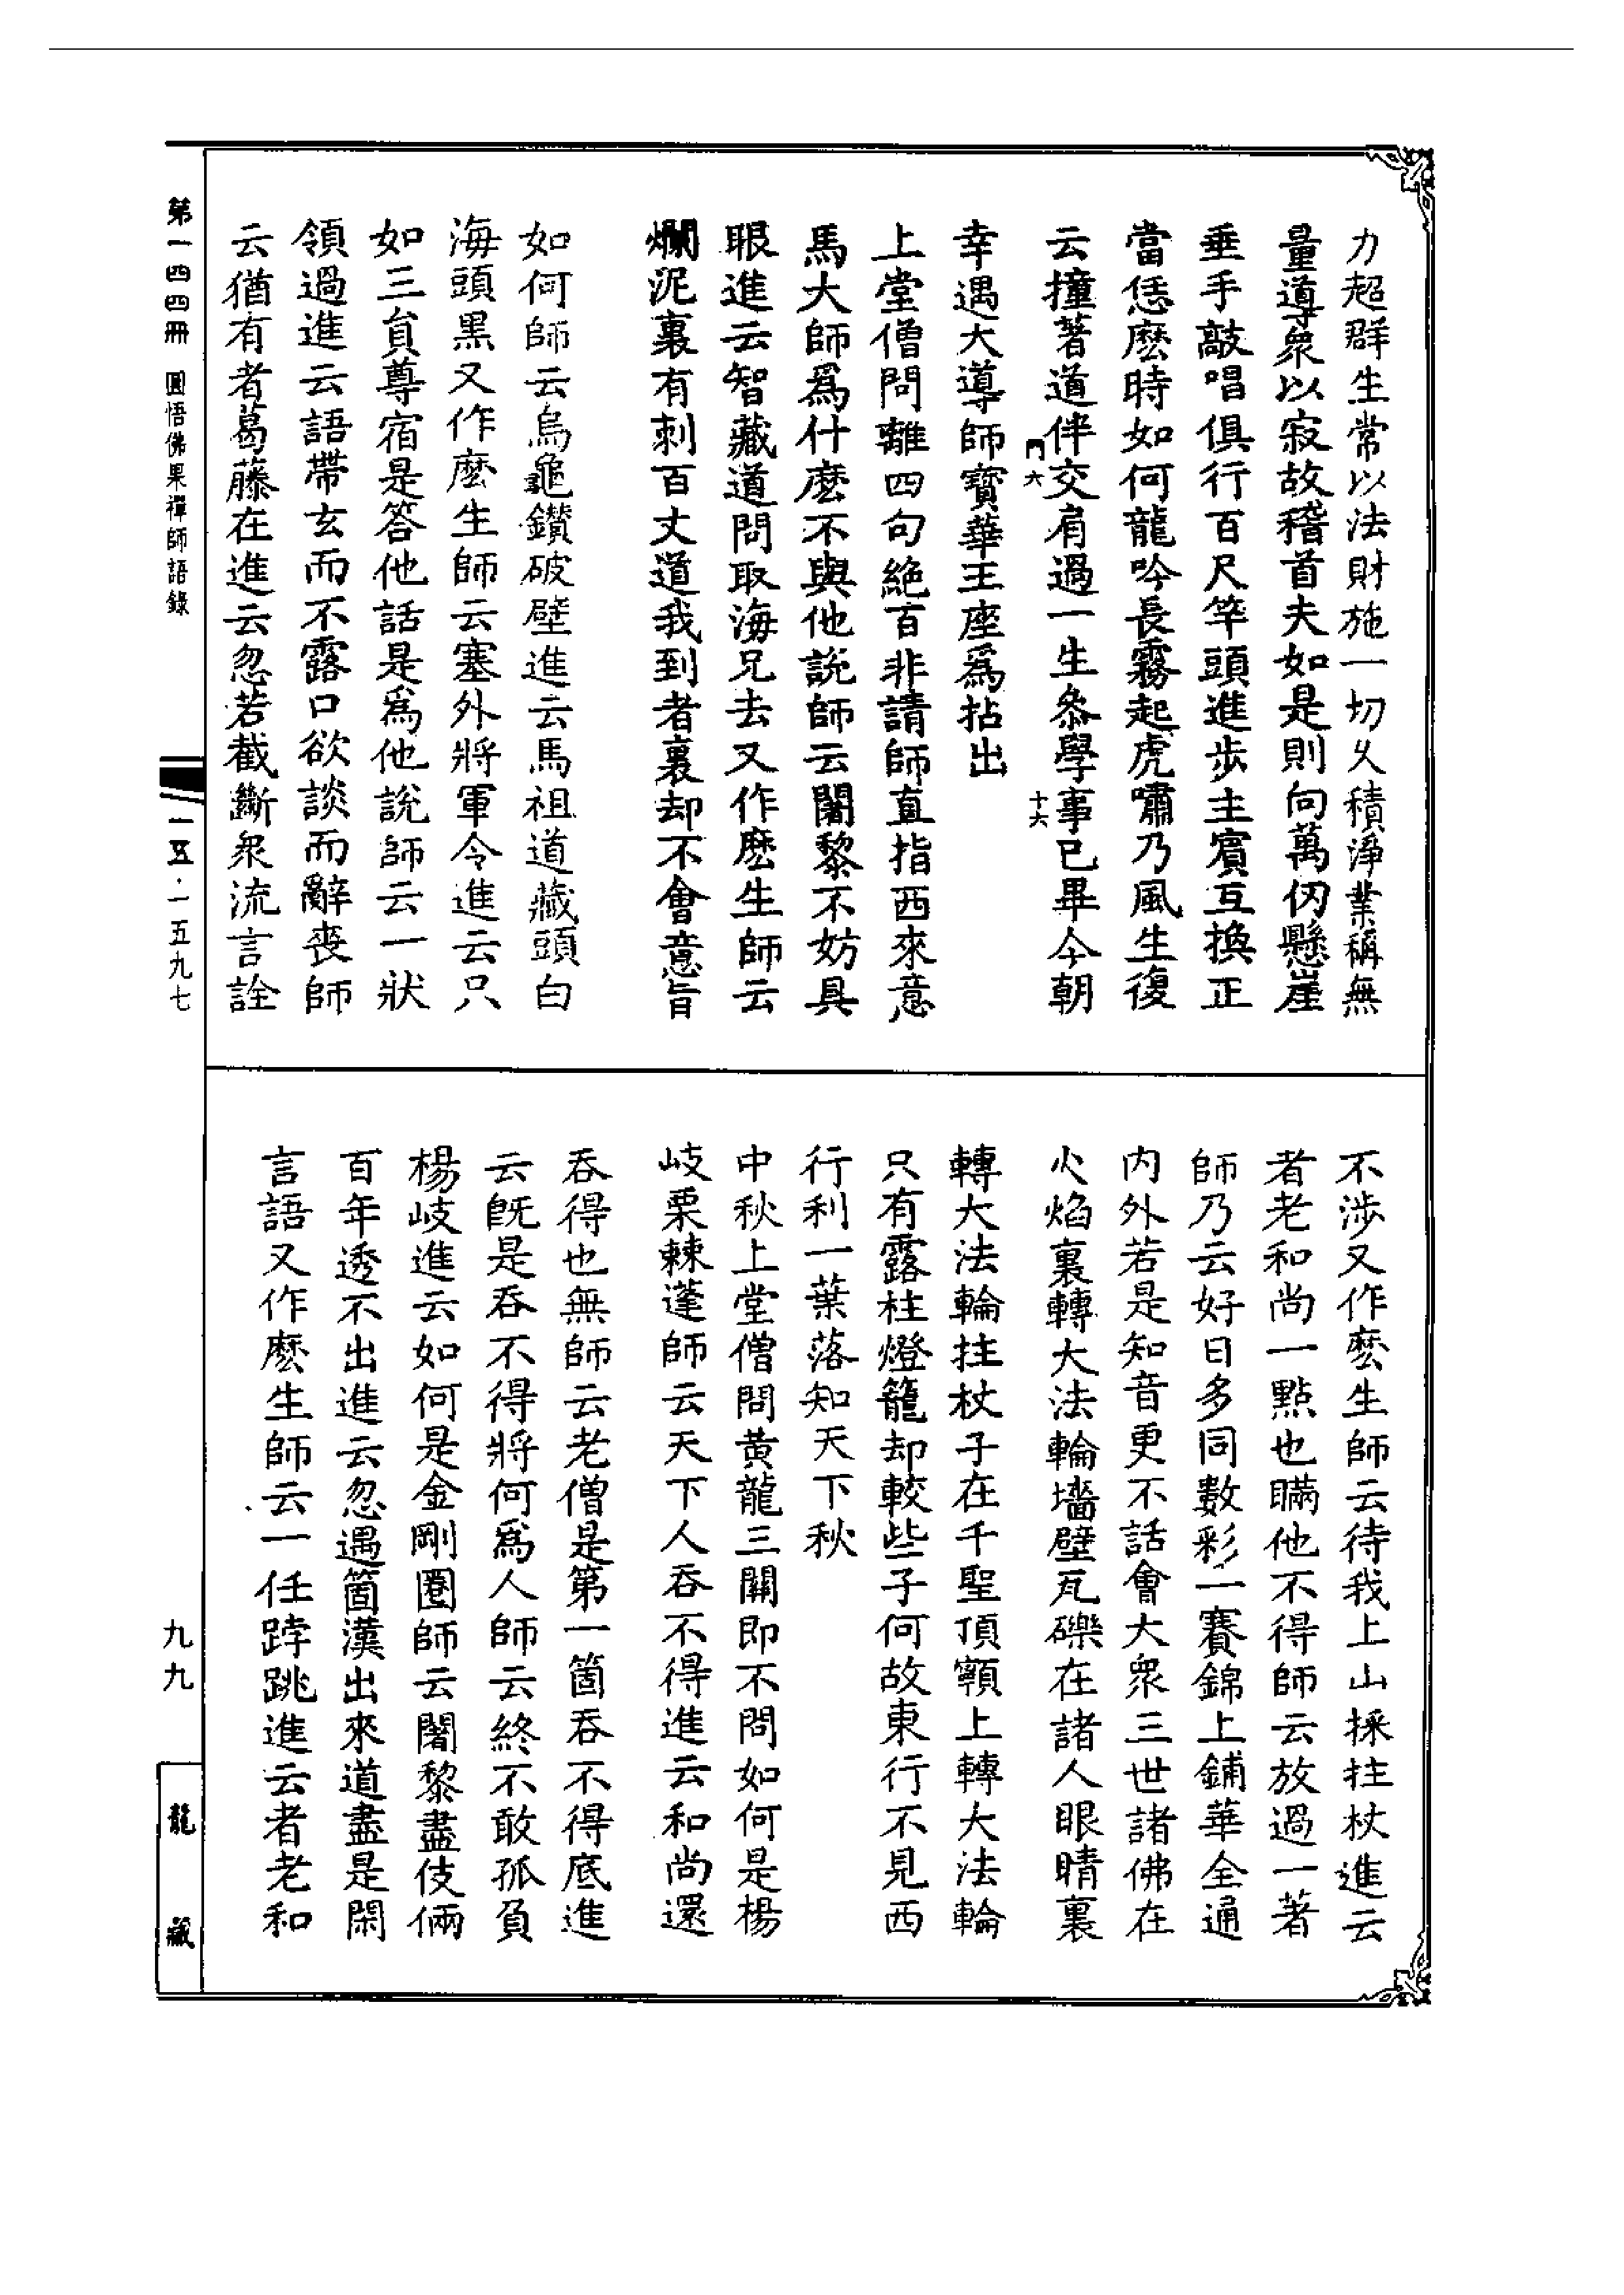 力超群生常以法財施一切久積淨業稱無
量導衆以寂故稽首夫如是則向萬仞懸崖
垂手敲唱俱行百尺竿頭進步主賓互換正
當恁麽時如何龍吟長霧起虎嘯乃風生復
云撞著道伴交肩過一生叅學事已畢今朝
幸遇大導師寶華王座爲拈出
上堂僧問離四句絶百非請師直指西來意
馬大師爲什麽不與他說師云闍黎不妨具
眼進云智藏道問取海兄去又作麽生師云
爛泥裏有刺百丈道我到者裏却不會意旨
如何師云烏龜鑽破壁進云馬祖道藏頭白
海頭黑又作麽生師云塞外將軍令進云只
如三貟尊宿是答他話是爲他說師云一狀
領過進云語帶玄而不露口欲談而辭喪師
云猶有者葛藤在進云忽若截斷衆流言詮
不涉又作麽生師云待我上山採拄杖進云
者老和尚一點也瞞他不得師云放過一著
師乃云好日多同數彩一賽錦上鋪華全通
内外若是知音更不話會大衆三世諸佛在
火焰裏轉大法輪墻壁瓦礫在諸人眼睛裏
轉大法輪拄杖子在千聖頂𩕳上轉大法輪
只有露柱燈籠却較些子何故東行不見西
行利一葉落知天下秋
中秋上堂僧問黄龍三關即不問如何是楊
岐栗棘蓬師云天下人吞不得進云和尚還
吞得也無師云老僧是第一箇吞不得底進
云旣是吞不得將何爲人師云終不敢孤負
楊岐進云如何是金剛圈師云闍黎盡伎倆
百年透不出進云忽遇箇漢出來道盡是閑
言語又作麽生師云一任𨁝跳進云者老和
門六
十六
第一四四冊 圓悟佛果禪師語錄
一五·一五九七
九九
龍藏